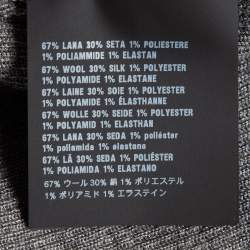 67% LANA 30% SETA 1% POLIESTERE
1% POLIAMMIDE 1% ELASTAN
67% WOOL 30% SILK 1% POLYESTER
1% POLYAMIDE 1% ELASTANE
67% LAINE 30% SOIE 1% POLYESTER
1% POLYAMIDE 1% ÉLASTHANNE
67% WOLLE 30% SEIDE 1% POLYESTER
1% POLYAMID 1% ELASTHAN
67% LANA 30% SEDA 1% poliéster
1% poliamida 1% elastano
67% LÃ 30% SEDA 1% POLIÉSTER
1% POLIAMIDA 1% ELASTANO
67% ウール 30% 絹 1% ポリエステル
1% ポリアミド 1% エラステイン